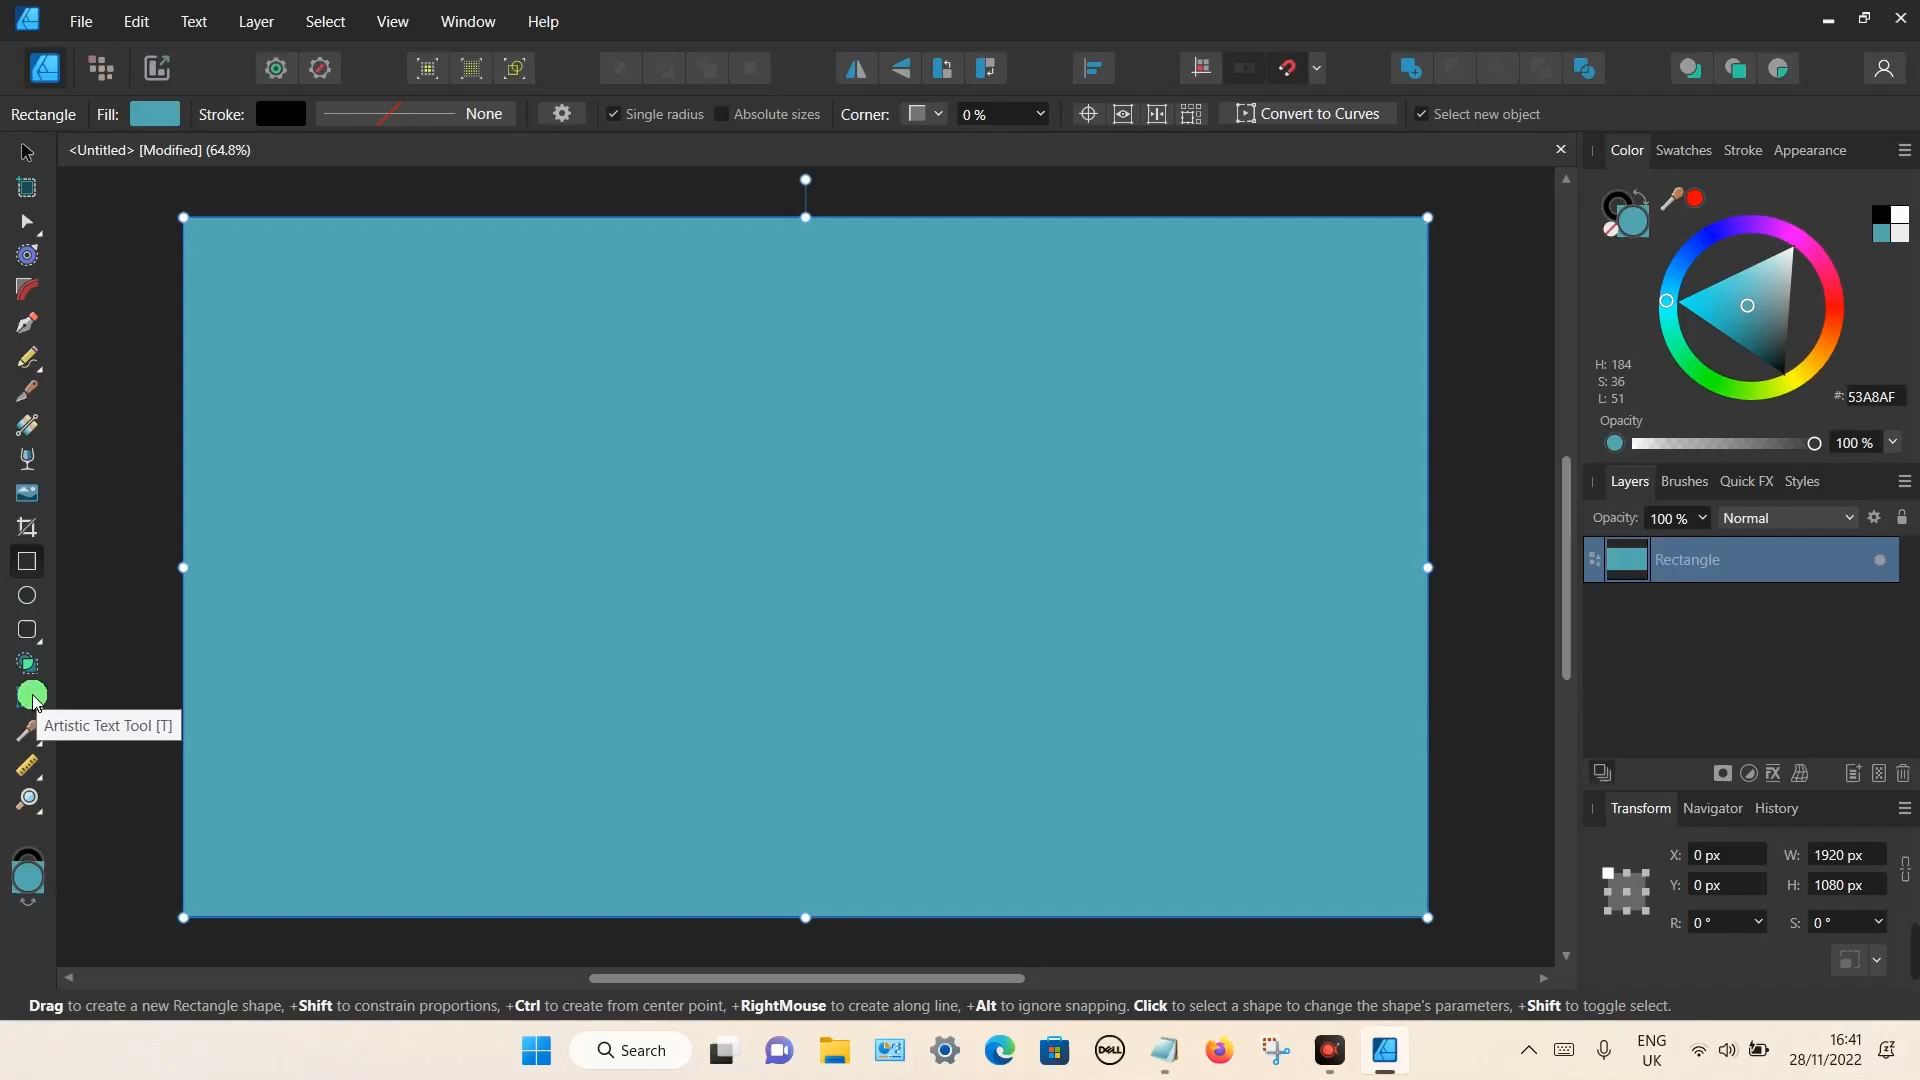 File Edit Text Layer Select View Window Help
Rectangle Fill: Stroke: None Single radius Absolute sizes Corner: 0 % Convert to Curves Select new object
<Untitled> [Modified] (64.8%)
Color Swatches Stroke Appearance
H: 184
S: 36
L: 51
#: 53A8AF
Opacity
100 %
Layers Brushes Quick FX Styles
Opacity: 100 % Normal
Rectangle
Artistic Text Tool [T]
Transform Navigator History
X: 0 px W: 1920 px
Y: 0 px H: 1080 px
R: 0 ° S: 0 °
Drag to create a new Rectangle shape, +Shift to constrain proportions, +Ctrl to create from center point, +RightMouse to create along line, +Alt to ignore snapping. Click to select a shape to change the shape's parameters, +Shift to toggle select.
Search
DELL
ENG
UK
16:41
28/11/2022